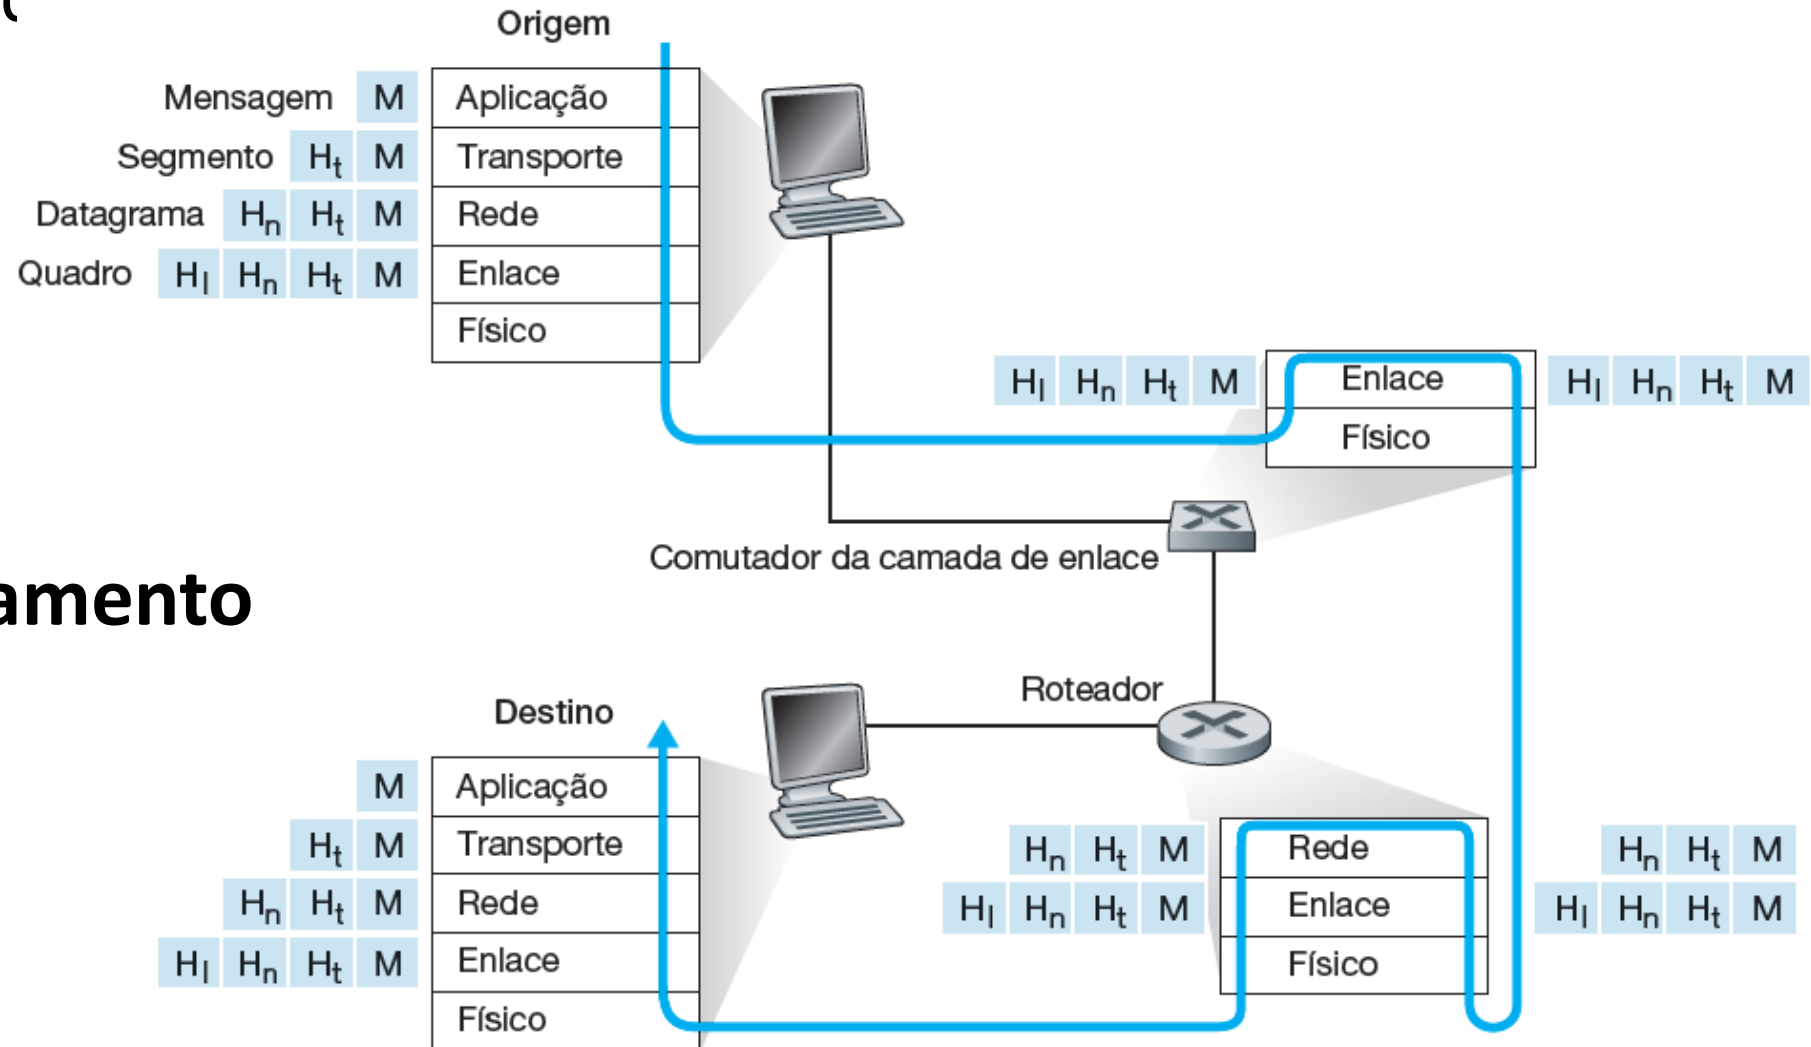 Origem
Mensagem M Aplicação
Segmento Ht M Transporte
Datagrama Hn Ht M Rede
Quadro Hl Hn Ht M Enlace
Físico
Hl Hn Ht M Enlace Hl Hn Ht M
Físico
Comutador da camada de enlace
amento
Roteador
Destino
M Aplicação
Ht M Transporte
Hn Ht M Rede
Hl Hn Ht M Enlace
Físico
Hn Ht M Rede Hn Ht M
Hl Hn Ht M Enlace Hl Hn Ht M
Físico